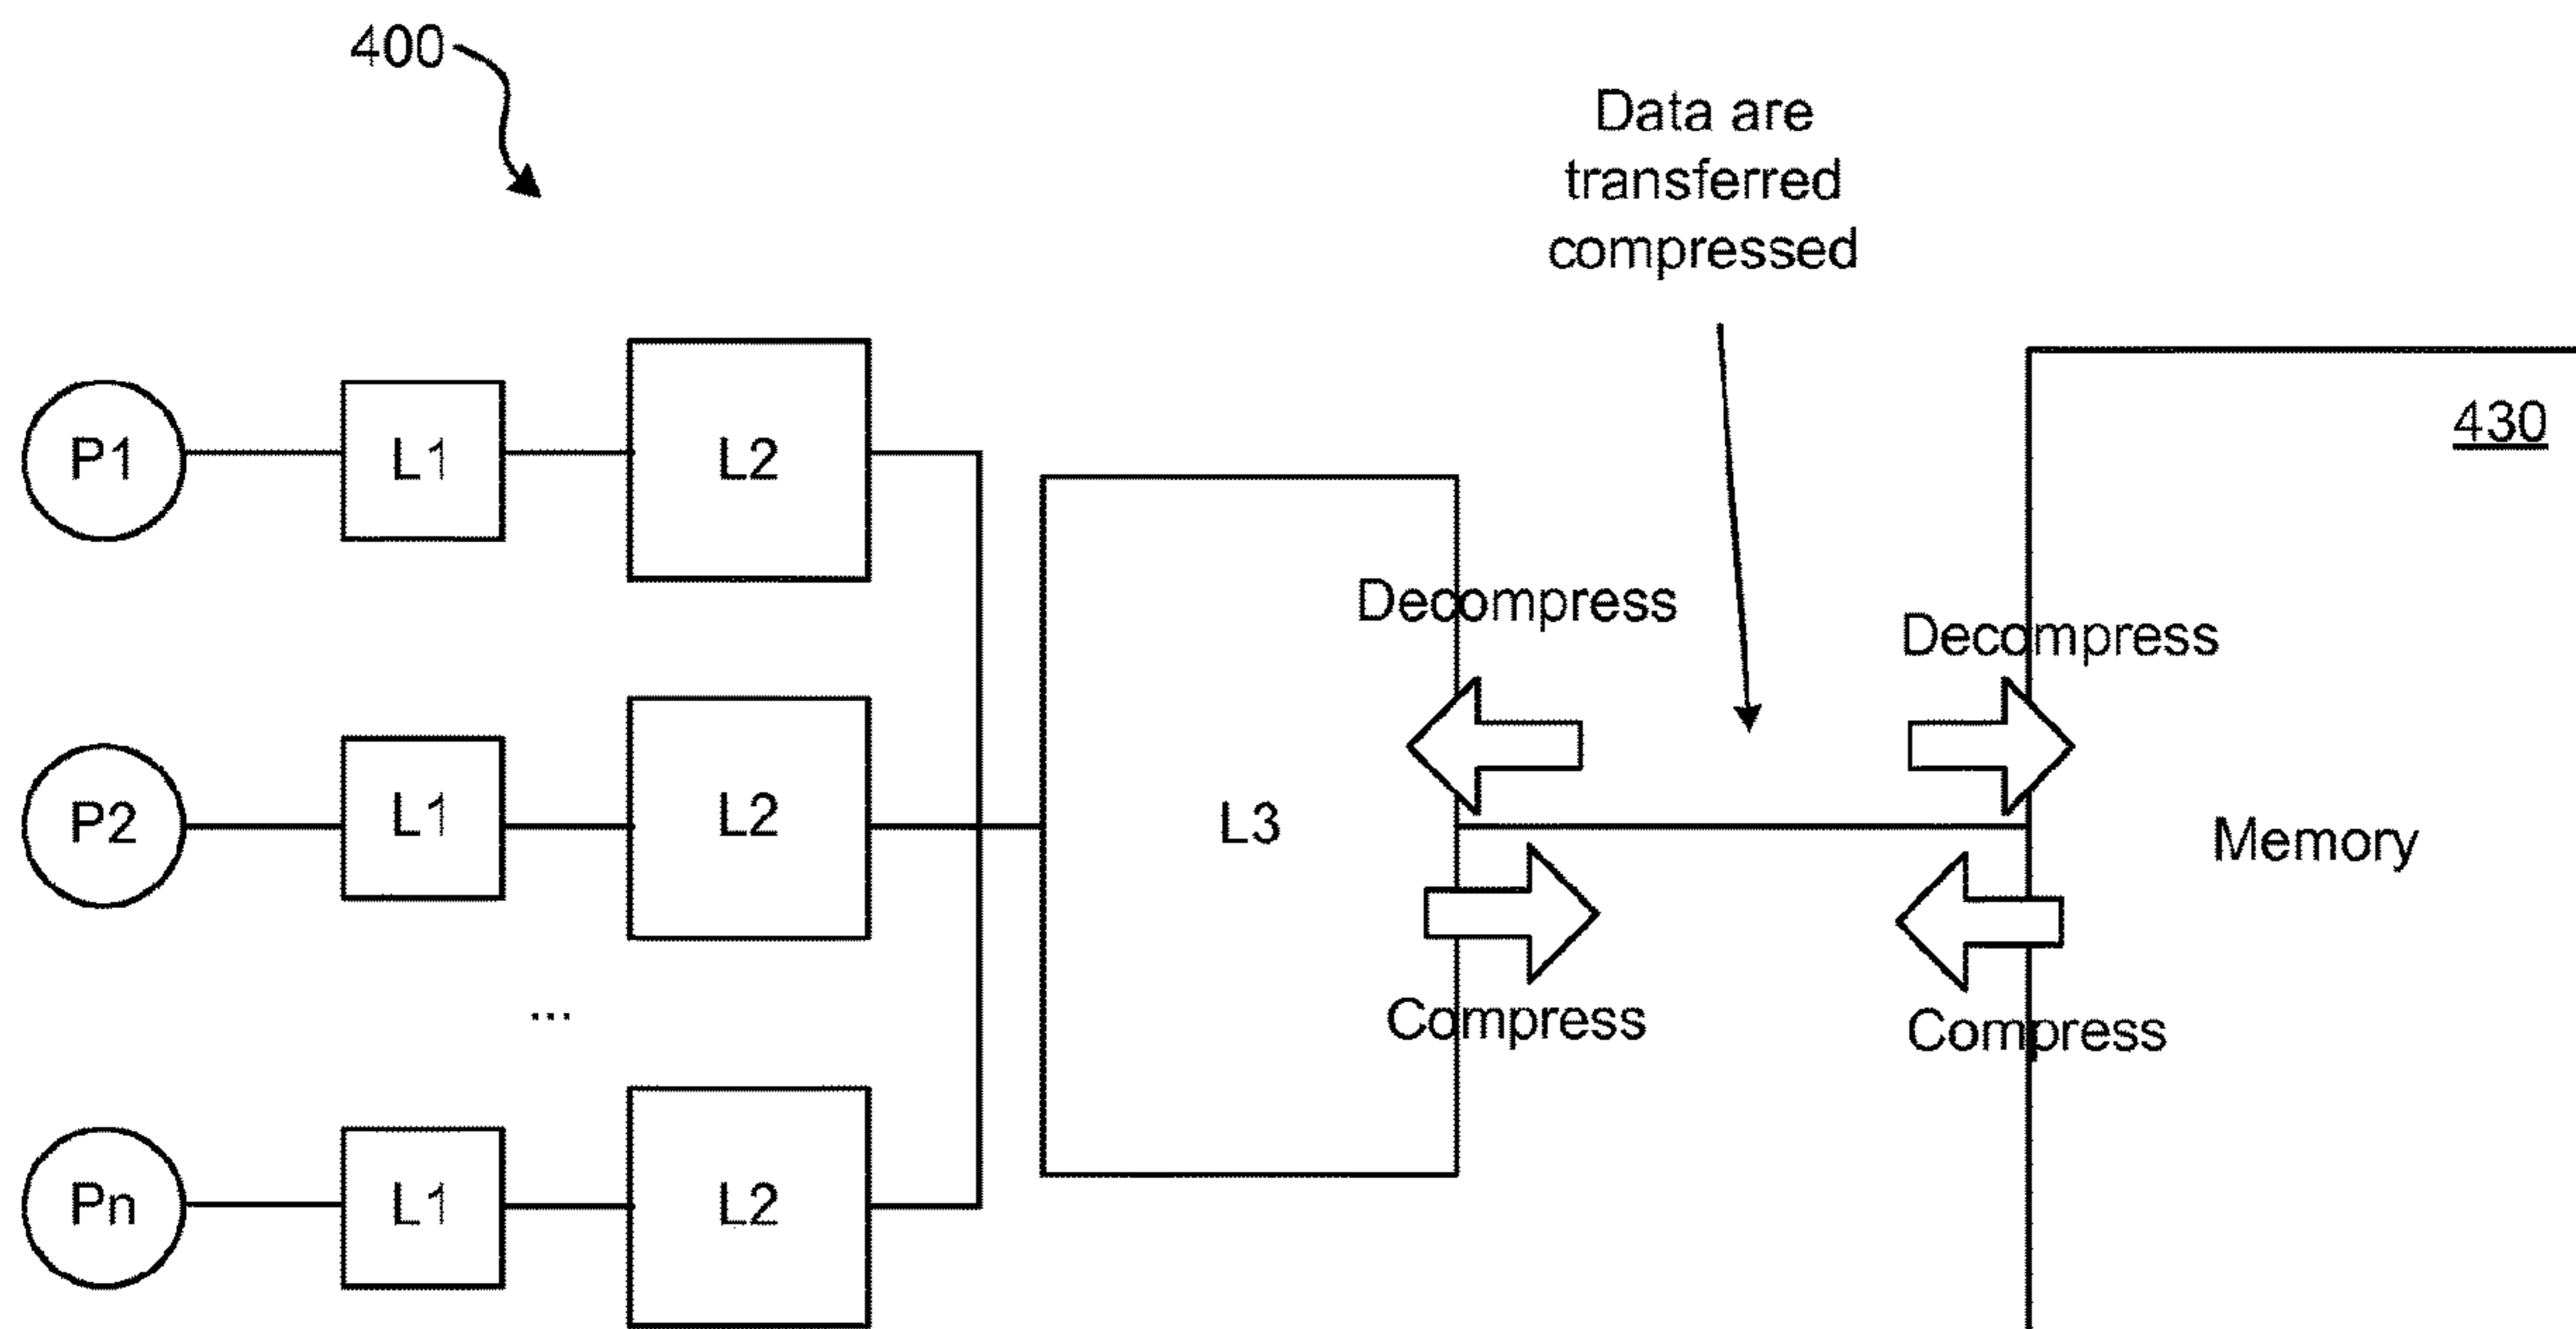 400
Data are
transferred
compressed
430
P1
L1
L2
Decompress
Decompress
P2
L1
L2
L3
Memory
...
Compress
Compress
Pn
L1
L2